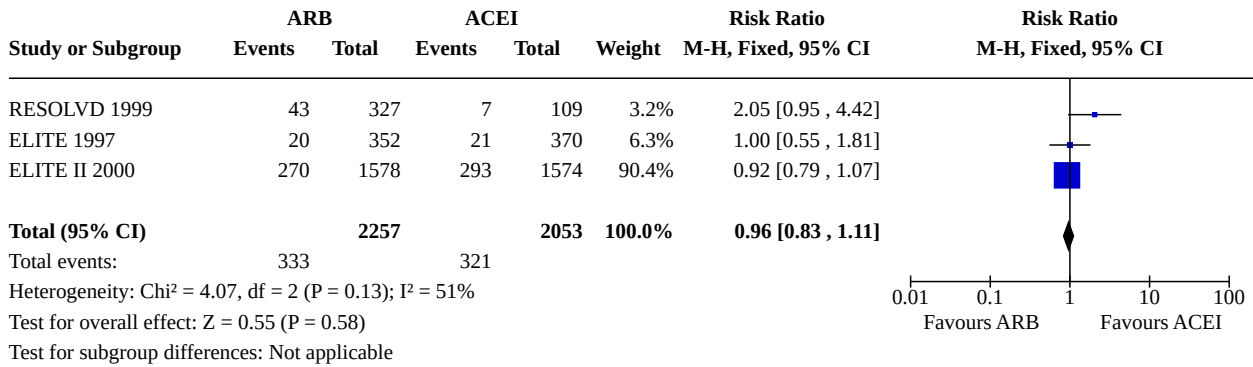 ARB ACEI Risk Ratio Risk Ratio
Study or Subgroup Events Total Events Total Weight M-H, Fixed, 95% CI M-H, Fixed, 95% CI
RESOLVD 1999 43 327 7 109 3.2% 2.05 [0.95 , 4.42]
ELITE 1997 20 352 21 370 6.3% 1.00 [0.55 , 1.81]
ELITE II 2000 270 1578 293 1574 90.4% 0.92 [0.79 , 1.07]
Total (95% CI) 2257 2053 100.0% 0.96 [0.83 , 1.11]
Total events: 333 321
Heterogeneity: Chi² = 4.07, df = 2 (P = 0.13); I² = 51%
0.01 0.1 1 10 100
Test for overall effect: Z = 0.55 (P = 0.58)
Favours ARB Favours ACEI
Test for subgroup differences: Not applicable